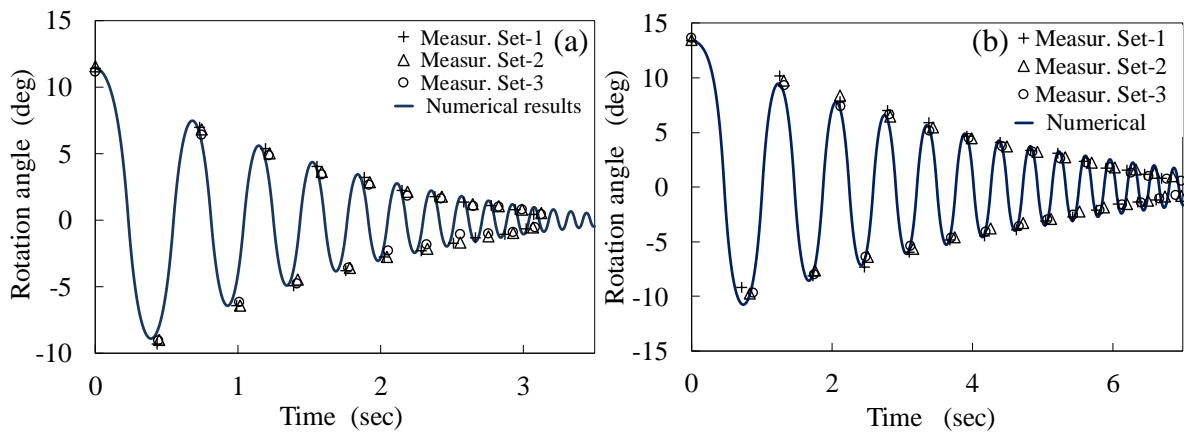 15
10
5
0
-5
-10
Rotation angle (deg)
(a)
Measur. Set-1
Measur. Set-2
Measur. Set-3
Numerical results
0 1 2 3
Time (sec)
15
10
5
0
-5
-10
-15
Rotation angle (deg)
(b)
Measur. Set-1
Measur. Set-2
Measur. Set-3
Numerical
0 2 4 6
Time (sec)